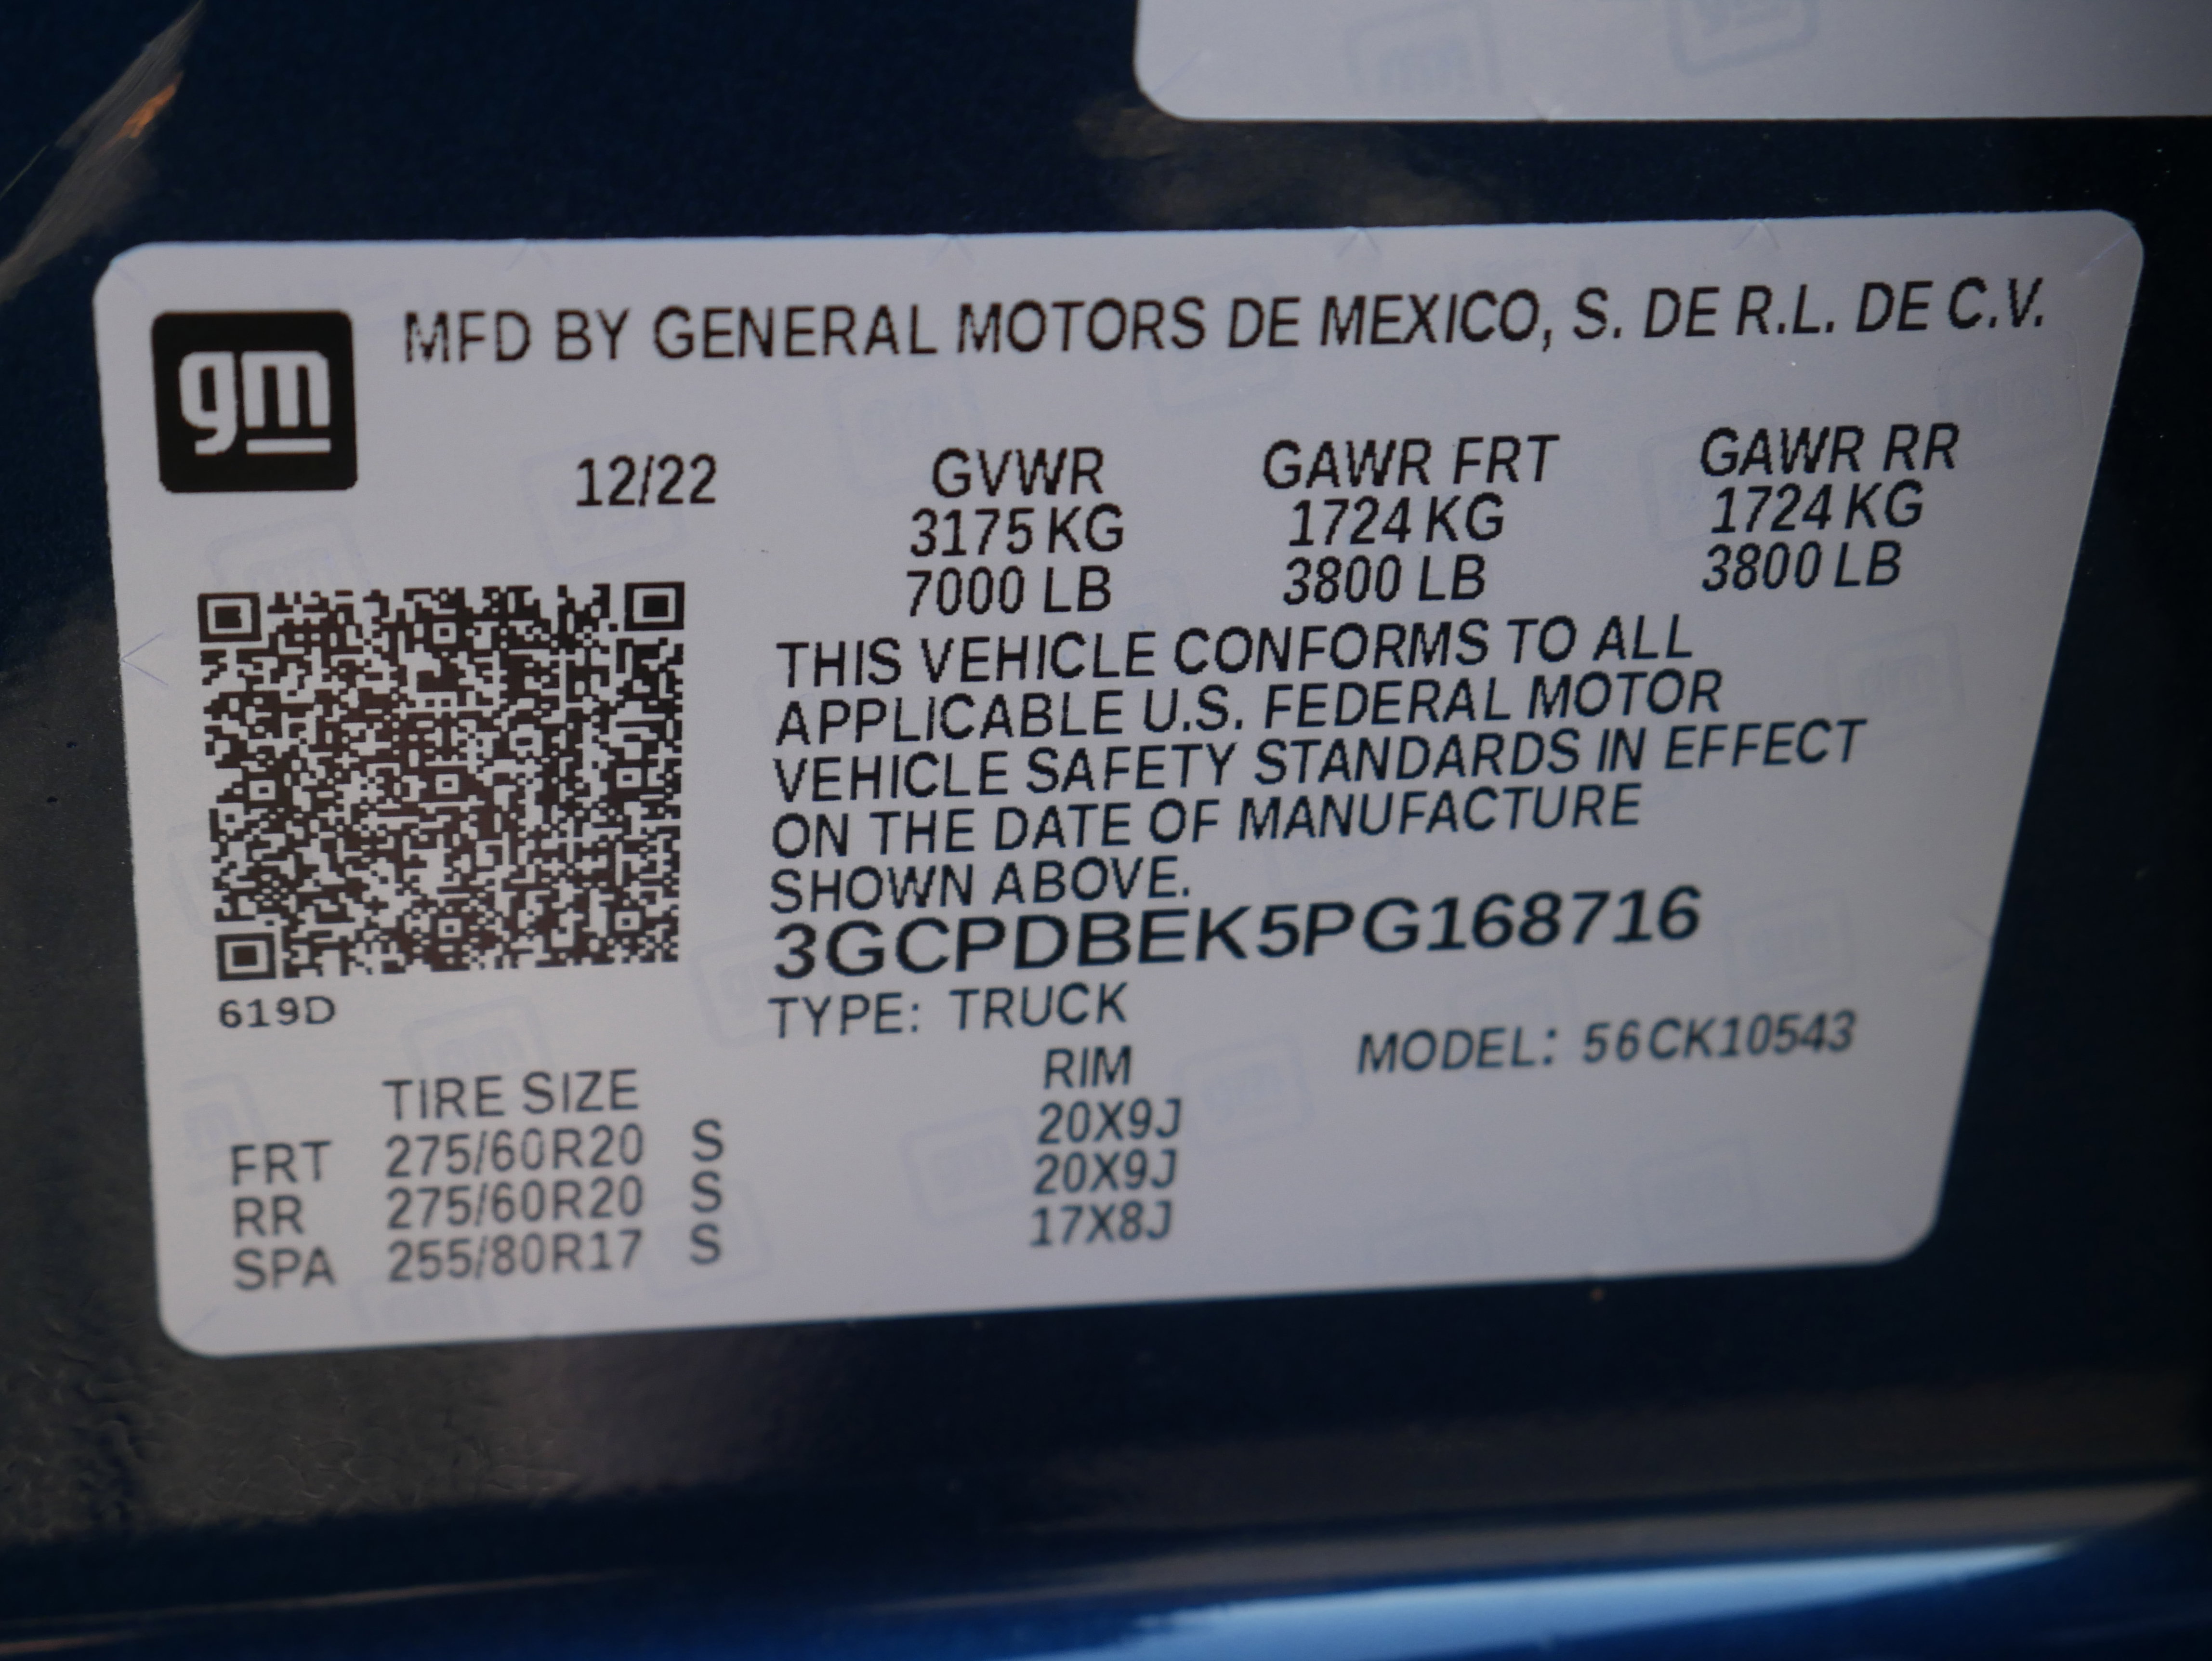 gm
MFD BY GENERAL MOTORS DE MEXICO, S. DE R.L. DE C.V.
12/22 GVWR GAWR FRT GAWR RR
3175 KG 1724 KG 1724 KG
7000 LB 3800 LB 3800 LB
THIS VEHICLE CONFORMS TO ALL
APPLICABLE U.S. FEDERAL MOTOR
VEHICLE SAFETY STANDARDS IN EFFECT
ON THE DATE OF MANUFACTURE
SHOWN ABOVE.
3GCPDBEK5PG168716
619D
TYPE: TRUCK
MODEL: 56CK10543
TIRE SIZE RIM
FRT 275/60R20 S 20X9J
RR 275/60R20 S 20X9J
SPA 255/80R17 S 17X8J